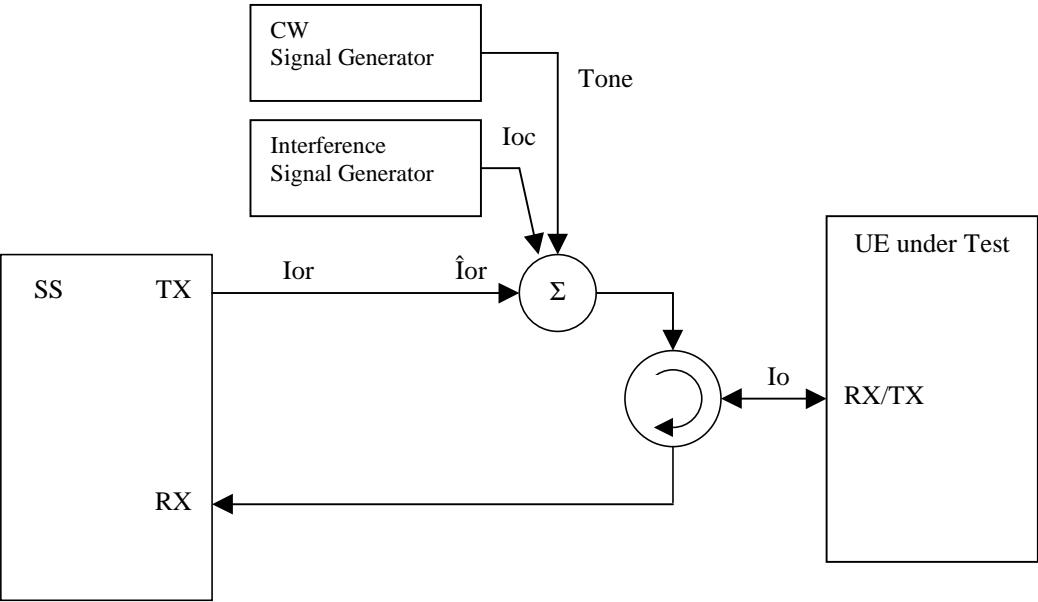 CW
Signal Generator
Tone
Interference
Signal Generator
Ioc
UE under Test
SS
TX
Ior
Îor
Σ
Io
RX/TX
RX